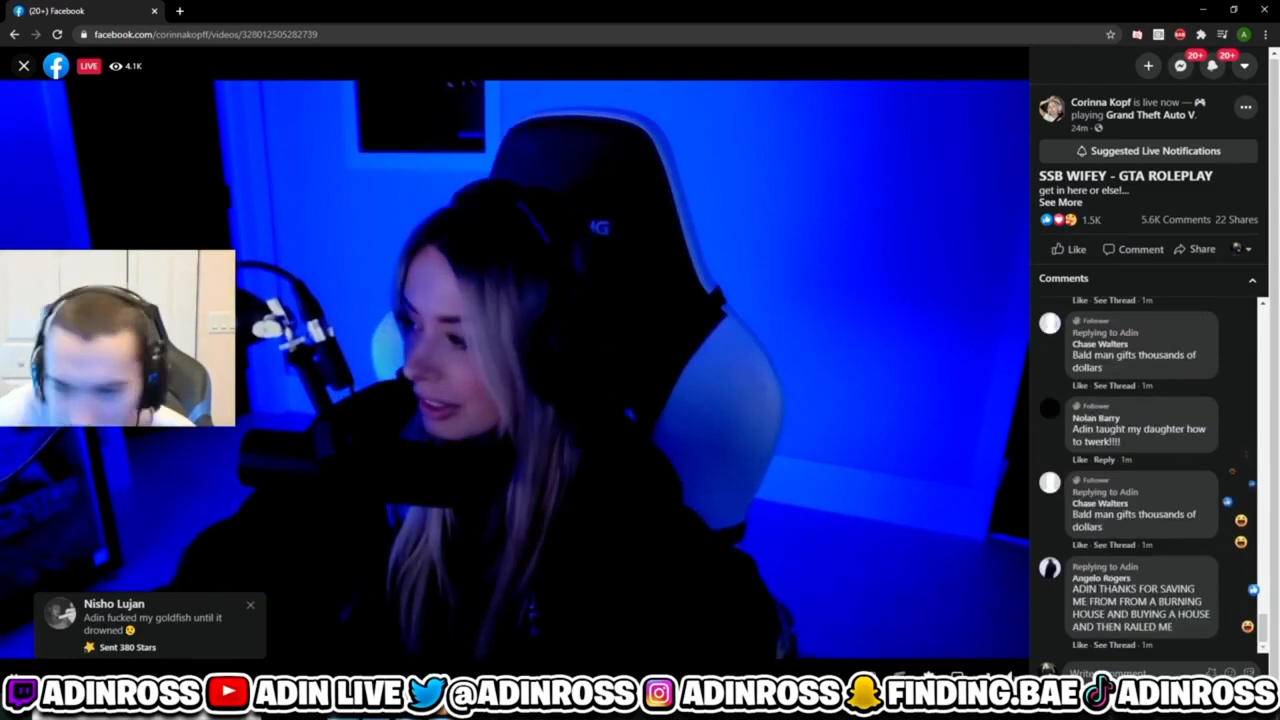 (20+) Facebook
facebook.com/corinnakopff/videos/328012505282739
LIVE 4.1K
20+ 20+
Corinna Kopf is live now —
playing Grand Theft Auto V.
24m
Suggested Live Notifications
SSB WIFEY - GTA ROLEPLAY
get in here or else!...
See More
1.5K 5.6K Comments 22 Shares
Like Comment Share
Comments
Like · See Thread · 1m
Follower
Replying to Adin
Chase Walters
Bald man gifts thousands of
dollars
Like · See Thread · 1m
Follower
Nolan Barry
Adin taught my daughter how
to twerk!!!!
Like · Reply · 1m
Follower
Replying to Adin
Chase Walters
Bald man gifts thousands of
dollars
Like · See Thread · 1m
Replying to Adin
Angelo Rogers
ADIN THANKS FOR SAVING
ME FROM FROM A BURNING
HOUSE AND BUYING A HOUSE
AND THEN RAILED ME
Like · See Thread · 1m
Nisho Lujan
Adin fucked my goldfish until it
drowned
Sent 380 Stars
ADINROSS ADIN LIVE @ADINROSS ADINROSS FINDING.BAE ADINROSS